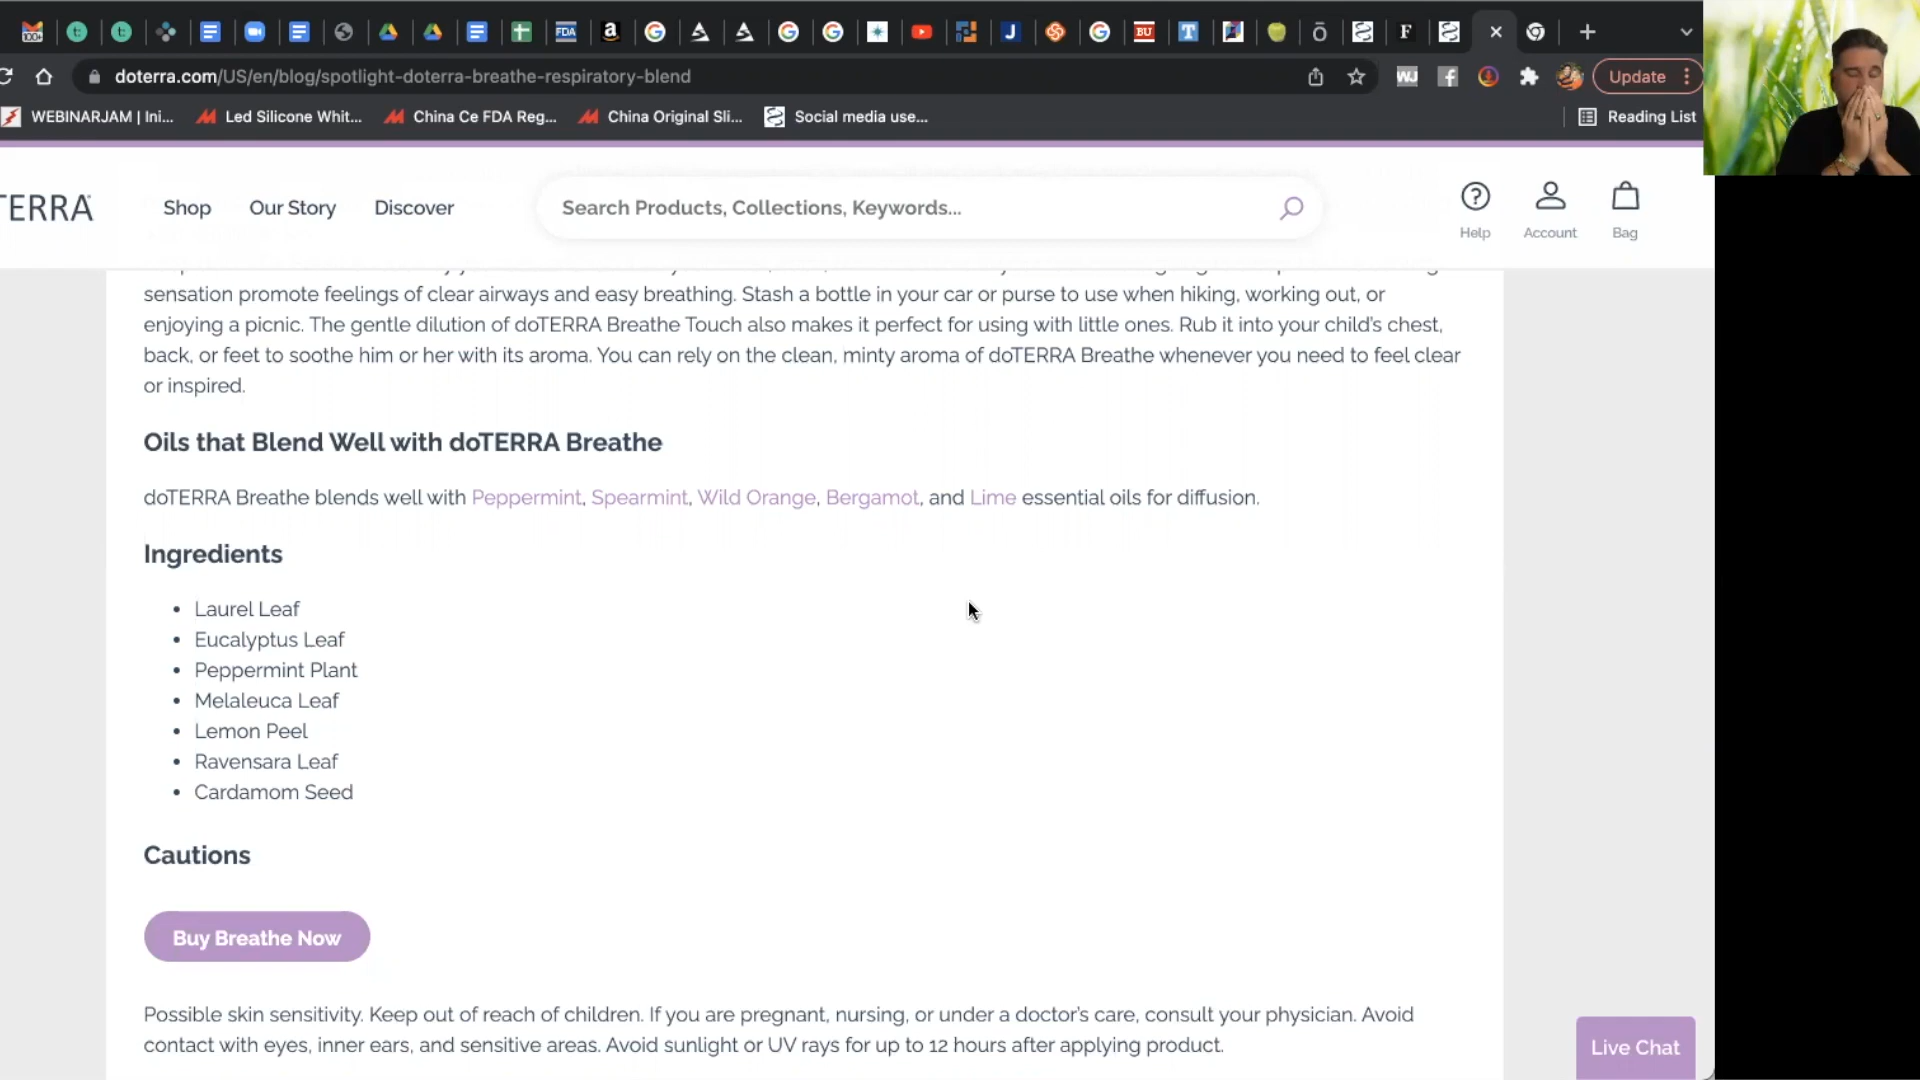 100+
FDA
a
J
BU
T
F
doterra.com/US/en/blog/spotlight-doterra-breathe-respiratory-blend
WJ
Update
WEBINARJAM | Ini...
Led Silicone Whit...
China Ce FDA Reg...
China Original Sli...
Social media use...
Reading List
TERRA
Shop
Our Story
Discover
Search Products, Collections, Keywords...
Help
Account
Bag
sensation promote feelings of clear airways and easy breathing. Stash a bottle in your car or purse to use when hiking, working out, or
enjoying a picnic. The gentle dilution of doTERRA Breathe Touch also makes it perfect for using with little ones. Rub it into your child's chest,
back, or feet to soothe him or her with its aroma. You can rely on the clean, minty aroma of doTERRA Breathe whenever you need to feel clear
or inspired.
Oils that Blend Well with doTERRA Breathe
doTERRA Breathe blends well with Peppermint, Spearmint, Wild Orange, Bergamot, and Lime essential oils for diffusion.
Ingredients
• Laurel Leaf
• Eucalyptus Leaf
• Peppermint Plant
• Melaleuca Leaf
• Lemon Peel
• Ravensara Leaf
• Cardamom Seed
Cautions
Buy Breathe Now
Possible skin sensitivity. Keep out of reach of children. If you are pregnant, nursing, or under a doctor's care, consult your physician. Avoid
contact with eyes, inner ears, and sensitive areas. Avoid sunlight or UV rays for up to 12 hours after applying product.
Live Chat